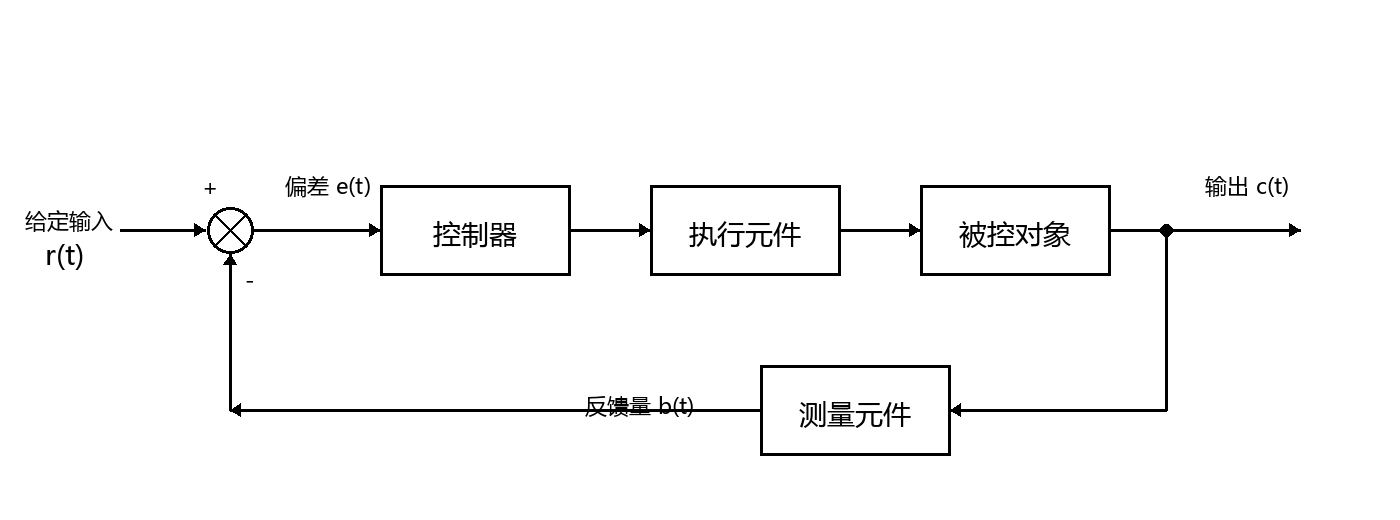 +
偏差 e(t)
输出 c(t)
给定输入
r(t)
控制器
执行元件
被控对象
-
反馈量 b(t)
测量元件